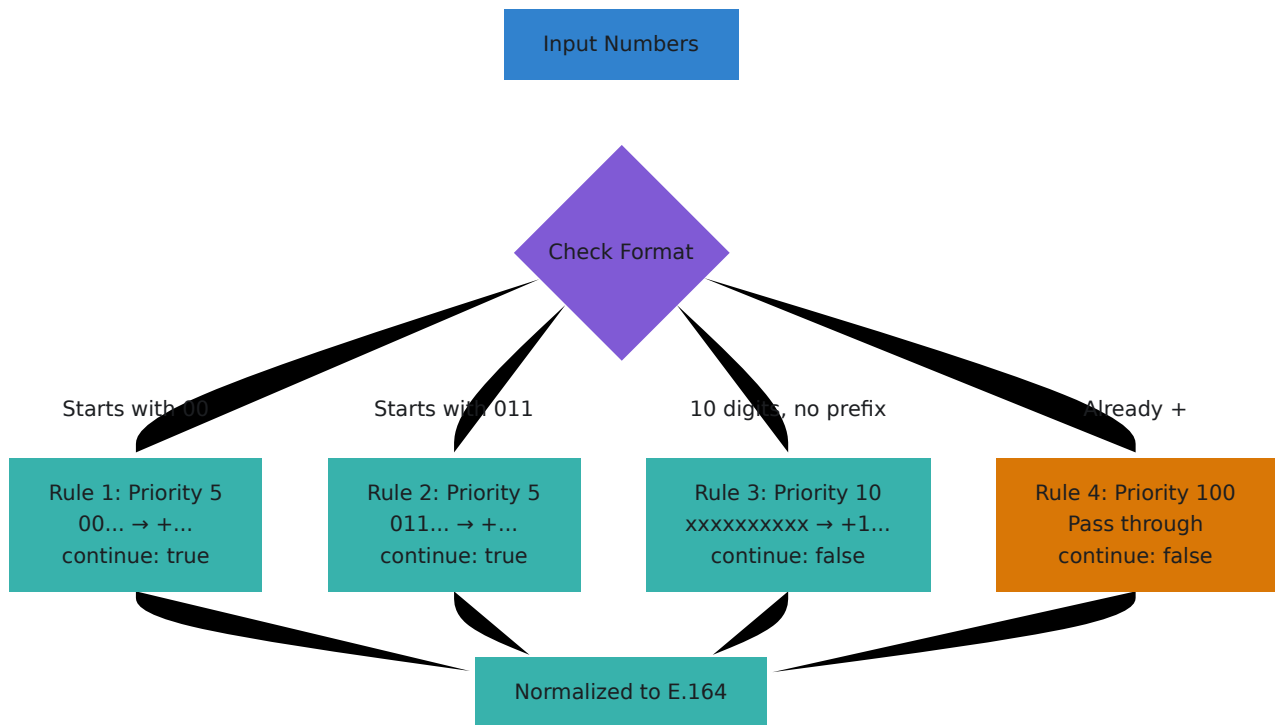 Input Numbers
Check Format
Starts with 00
Starts with 011
10 digits, no prefix
Already +
Rule 1: Priority 5
00... → +...
continue: true
Rule 2: Priority 5
011... → +...
continue: true
Rule 3: Priority 10
xxxxxxxxxx → +1...
continue: false
Rule 4: Priority 100
Pass through
continue: false
Normalized to E.164